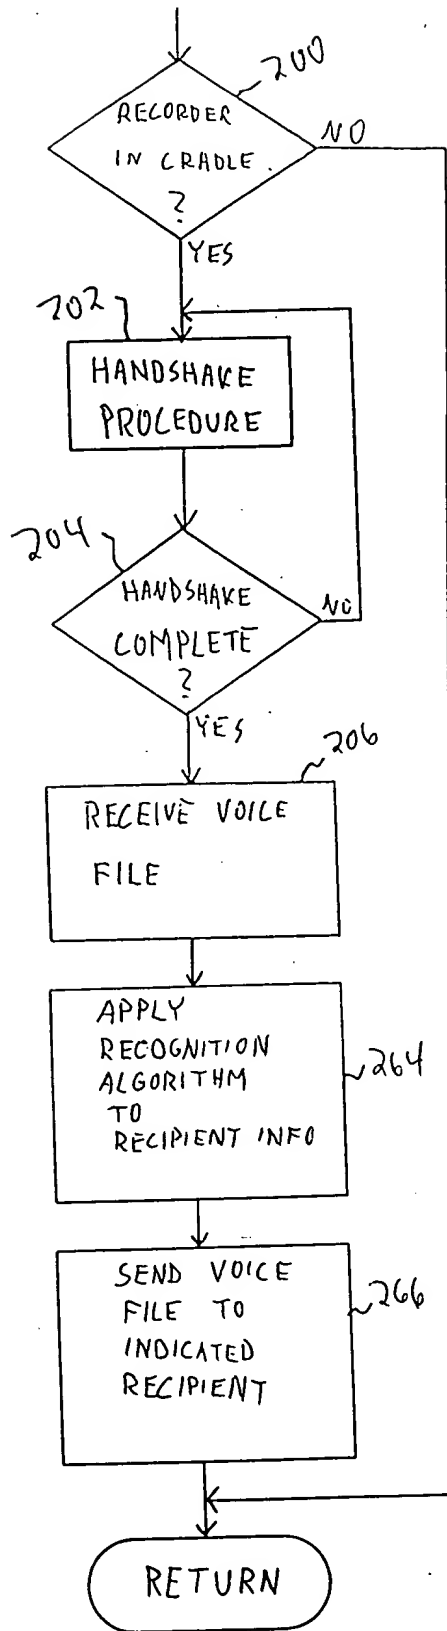 200
RECORDER
IN CRADLE.
?
NO
YES
202
HANDSHAKE
PROCEDURE
204
HANDSHAKE
COMPLETE
?
NO
YES
206
RECEIVE VOICE
FILE
APPLY
RECOGNITION
ALGORITHM
TO
RECIPIENT INFO
264
SEND VOICE
FILE TO
INDICATED
RECIPIENT
266
RETURN